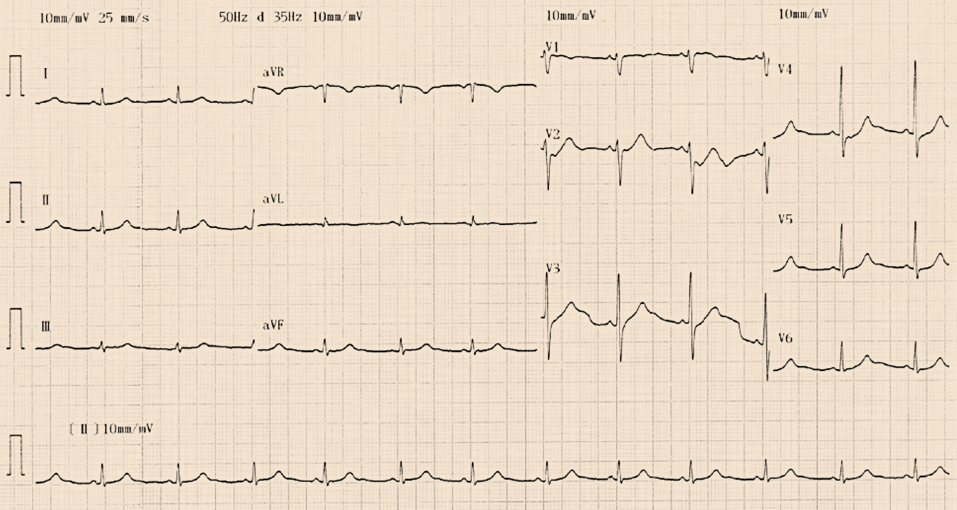 10mm/mV 25 mm/s 50Hz d 35Hz 10mm/mV 10mm/mV 10mm/mV
I aVR V1 V4
V2
II aVL V5
V3
III aVF V6
[ II ] 10mm/mV